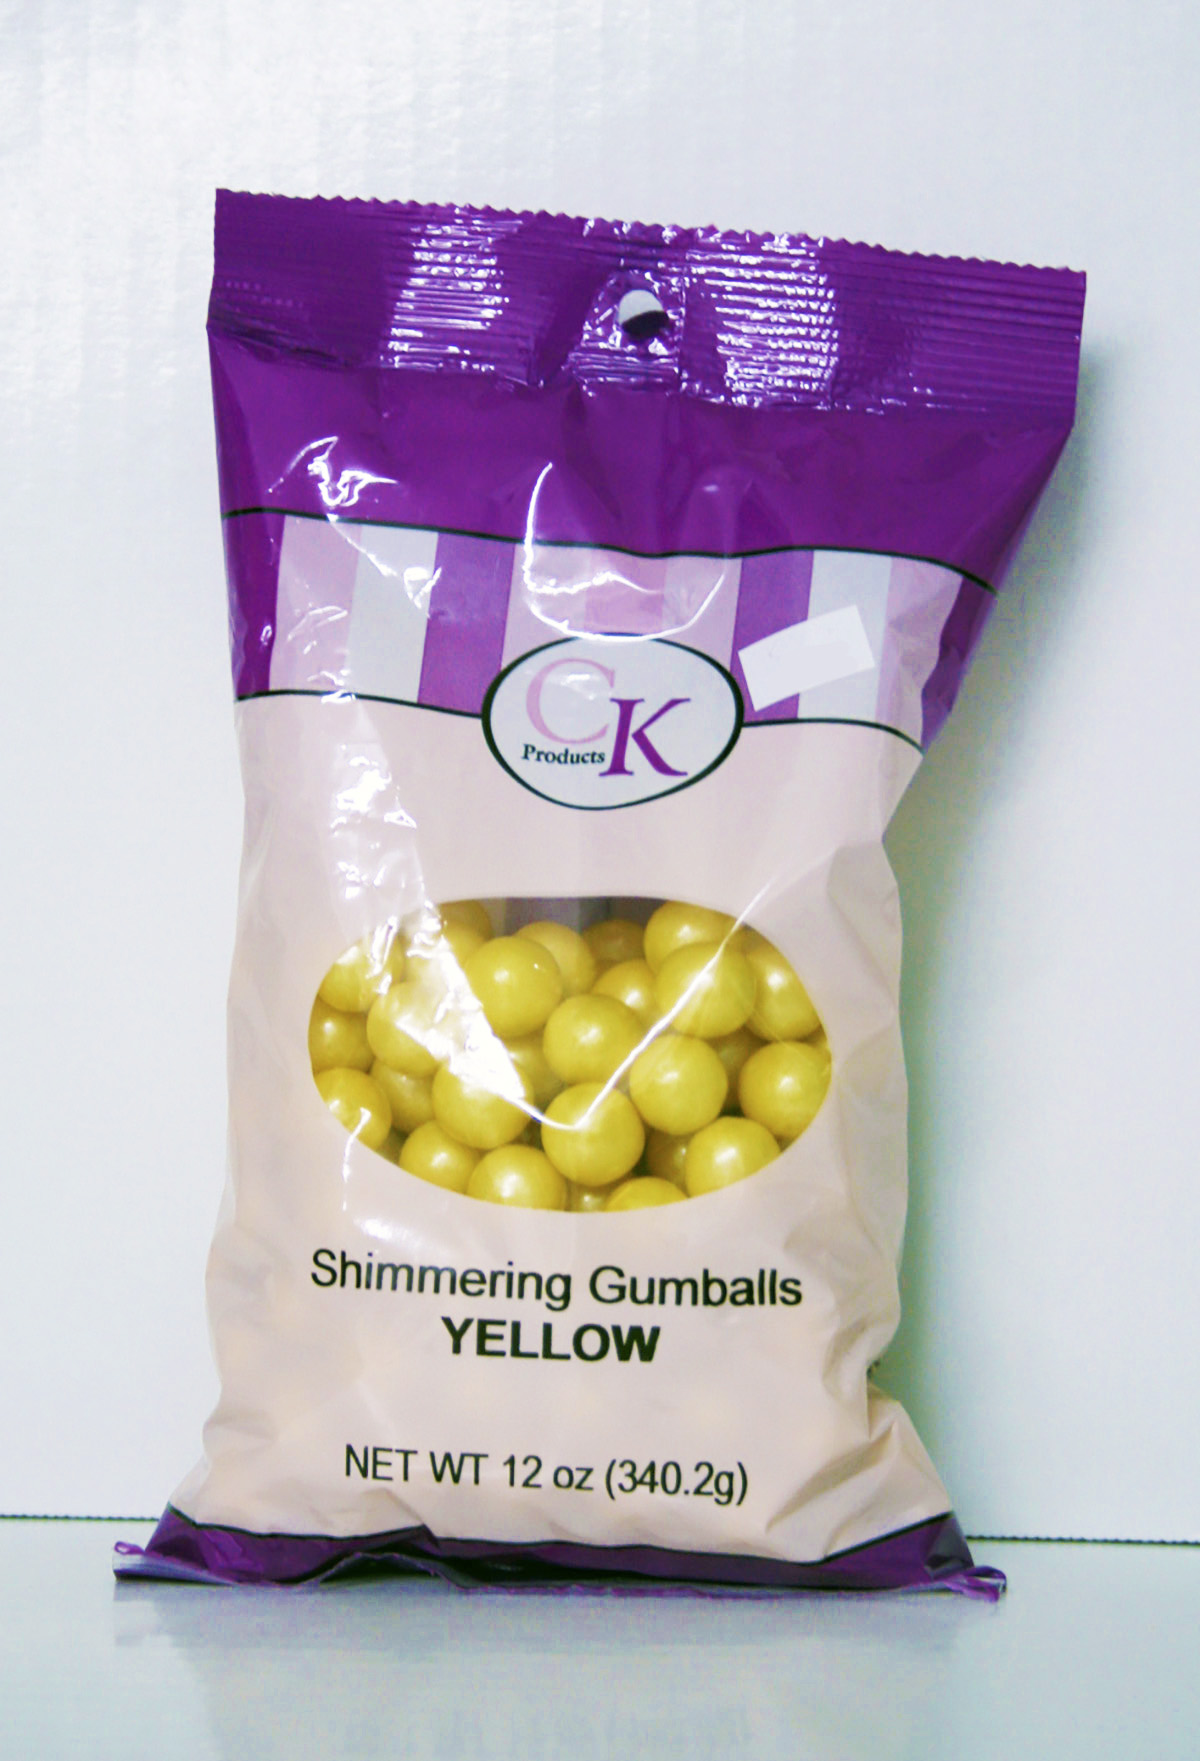 CK
Products
Shimmering Gumballs
YELLOW
NET WT 12 oz (340.2g)